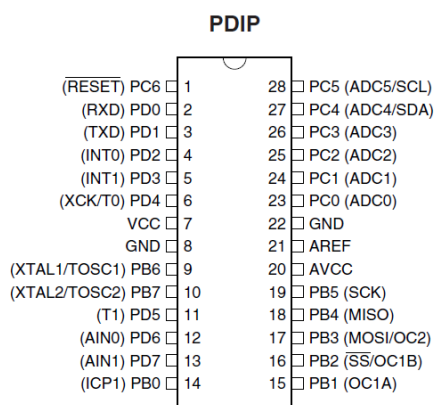 PDIP
(RESET) PC6 1 28 PC5 (ADC5/SCL)
(RXD) PD0 2 27 PC4 (ADC4/SDA)
(TXD) PD1 3 26 PC3 (ADC3)
(INT0) PD2 4 25 PC2 (ADC2)
(INT1) PD3 5 24 PC1 (ADC1)
(XCK/T0) PD4 6 23 PC0 (ADC0)
VCC 7 22 GND
GND 8 21 AREF
(XTAL1/TOSC1) PB6 9 20 AVCC
(XTAL2/TOSC2) PB7 10 19 PB5 (SCK)
(T1) PD5 11 18 PB4 (MISO)
(AIN0) PD6 12 17 PB3 (MOSI/OC2)
(AIN1) PD7 13 16 PB2 (SS/OC1B)
(ICP1) PB0 14 15 PB1 (OC1A)